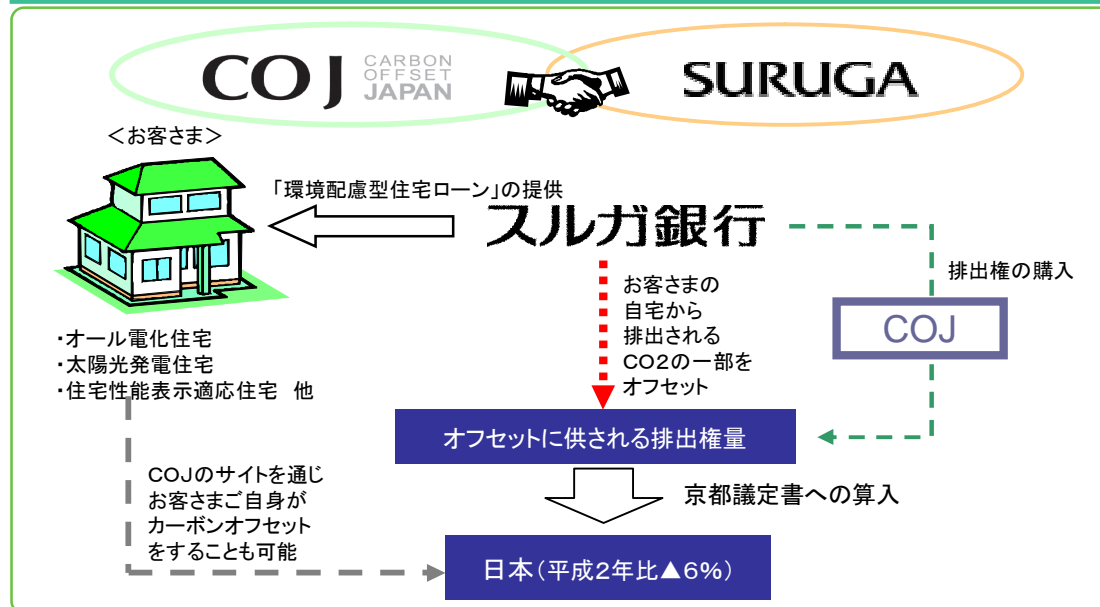 COJ CARBON
OFFSET
JAPAN
SURUGA
＜お客さま＞
「環境配慮型住宅ローン」の提供
スルガ銀行
排出権の購入
COJ
お客さまの
自宅から
排出される
CO2の一部を
オフセット
・オール電化住宅
・太陽光発電住宅
・住宅性能表示適応住宅　他
オフセットに供される排出権量
COJのサイトを通じ
お客さまご自身が
カーボンオフセット
をすることも可能
京都議定書への算入
日本（平成2年比▲6%）